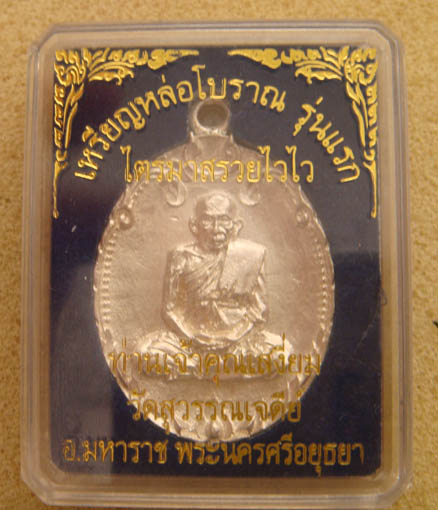 เหรียญหล่อโบราณ รุ่นแรก
ไตรมาสรวยไวไว
ท่านเจ้าคุณเสงี่ยม
วัดสุวรรณเจดีย์
อ.มหาราช พระนครศรีอยุธยา